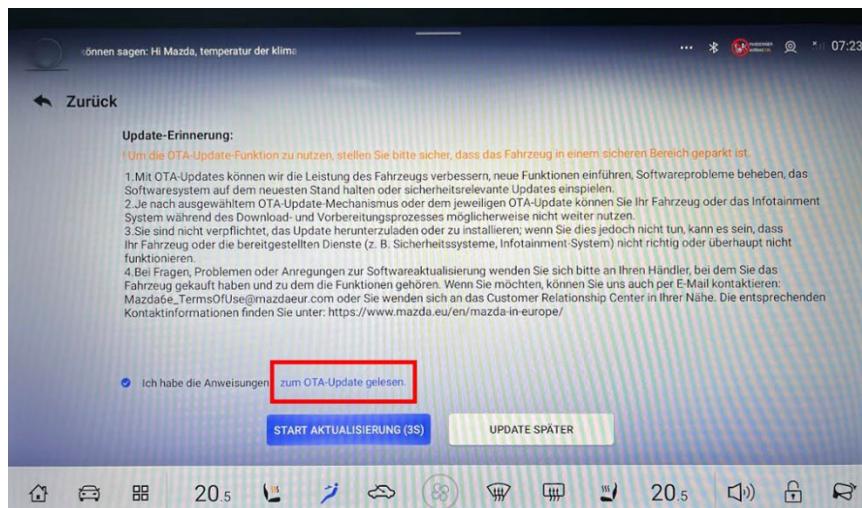 können sagen: Hi Mazda, temperatur der klima
07:23
Zurück
Update-Erinnerung:
! Um die OTA-Update-Funktion zu nutzen, stellen Sie bitte sicher, dass das Fahrzeug in einem sicheren Bereich geparkt ist.
1.Mit OTA-Updates können wir die Leistung des Fahrzeugs verbessern, neue Funktionen einführen, Softwareprobleme beheben, das
Softwaresystem auf dem neuesten Stand halten oder sicherheitsrelevante Updates einspielen.
2.Je nach ausgewähltem OTA-Update-Mechanismus oder dem jeweiligen OTA-Update können Sie Ihr Fahrzeug oder das Infotainment
System während des Download- und Vorbereitungsprozesses möglicherweise nicht weiter nutzen.
3.Sie sind nicht verpflichtet, das Update herunterzuladen oder zu installieren; wenn Sie dies jedoch nicht tun, kann es sein, dass
Ihr Fahrzeug oder die bereitgestellten Dienste (z. B. Sicherheitssysteme, Infotainment-System) nicht richtig oder überhaupt nicht
funktionieren.
4.Bei Fragen, Problemen oder Anregungen zur Softwareaktualisierung wenden Sie sich bitte an Ihren Händler, bei dem Sie das
Fahrzeug gekauft haben und zu dem die Funktionen gehören. Wenn Sie möchten, können Sie uns auch per E-Mail kontaktieren:
Mazda6e_TermsOfUse@mazdaeur.com oder Sie wenden sich an das Customer Relationship Center in Ihrer Nähe. Die entsprechenden
Kontaktinformationen finden Sie unter: https://www.mazda.eu/en/mazda-in-europe/
Ich habe die Anweisungen zum OTA-Update gelesen.
START AKTUALISIERUNG (3S)
UPDATE SPÄTER
20.5
20.5